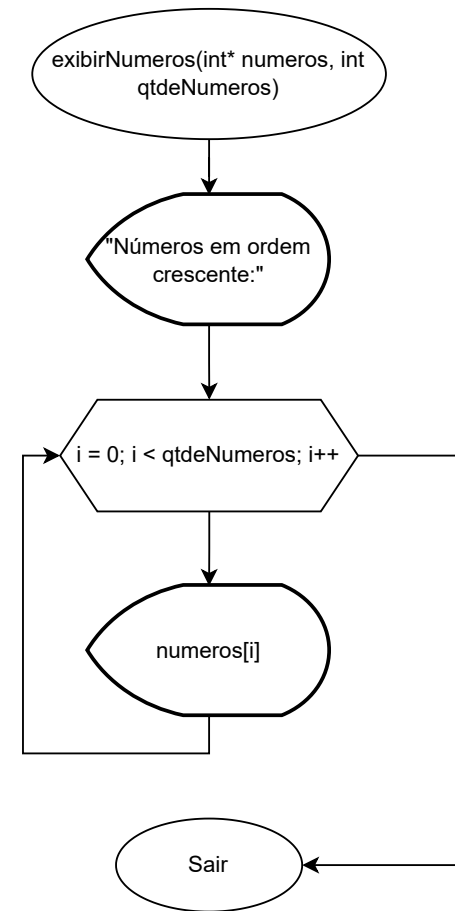 exibirNumeros(int* numeros, int
qtdeNumeros)
"Números em ordem
crescente:"
i = 0; i < qtdeNumeros; i++
numeros[i]
Sair